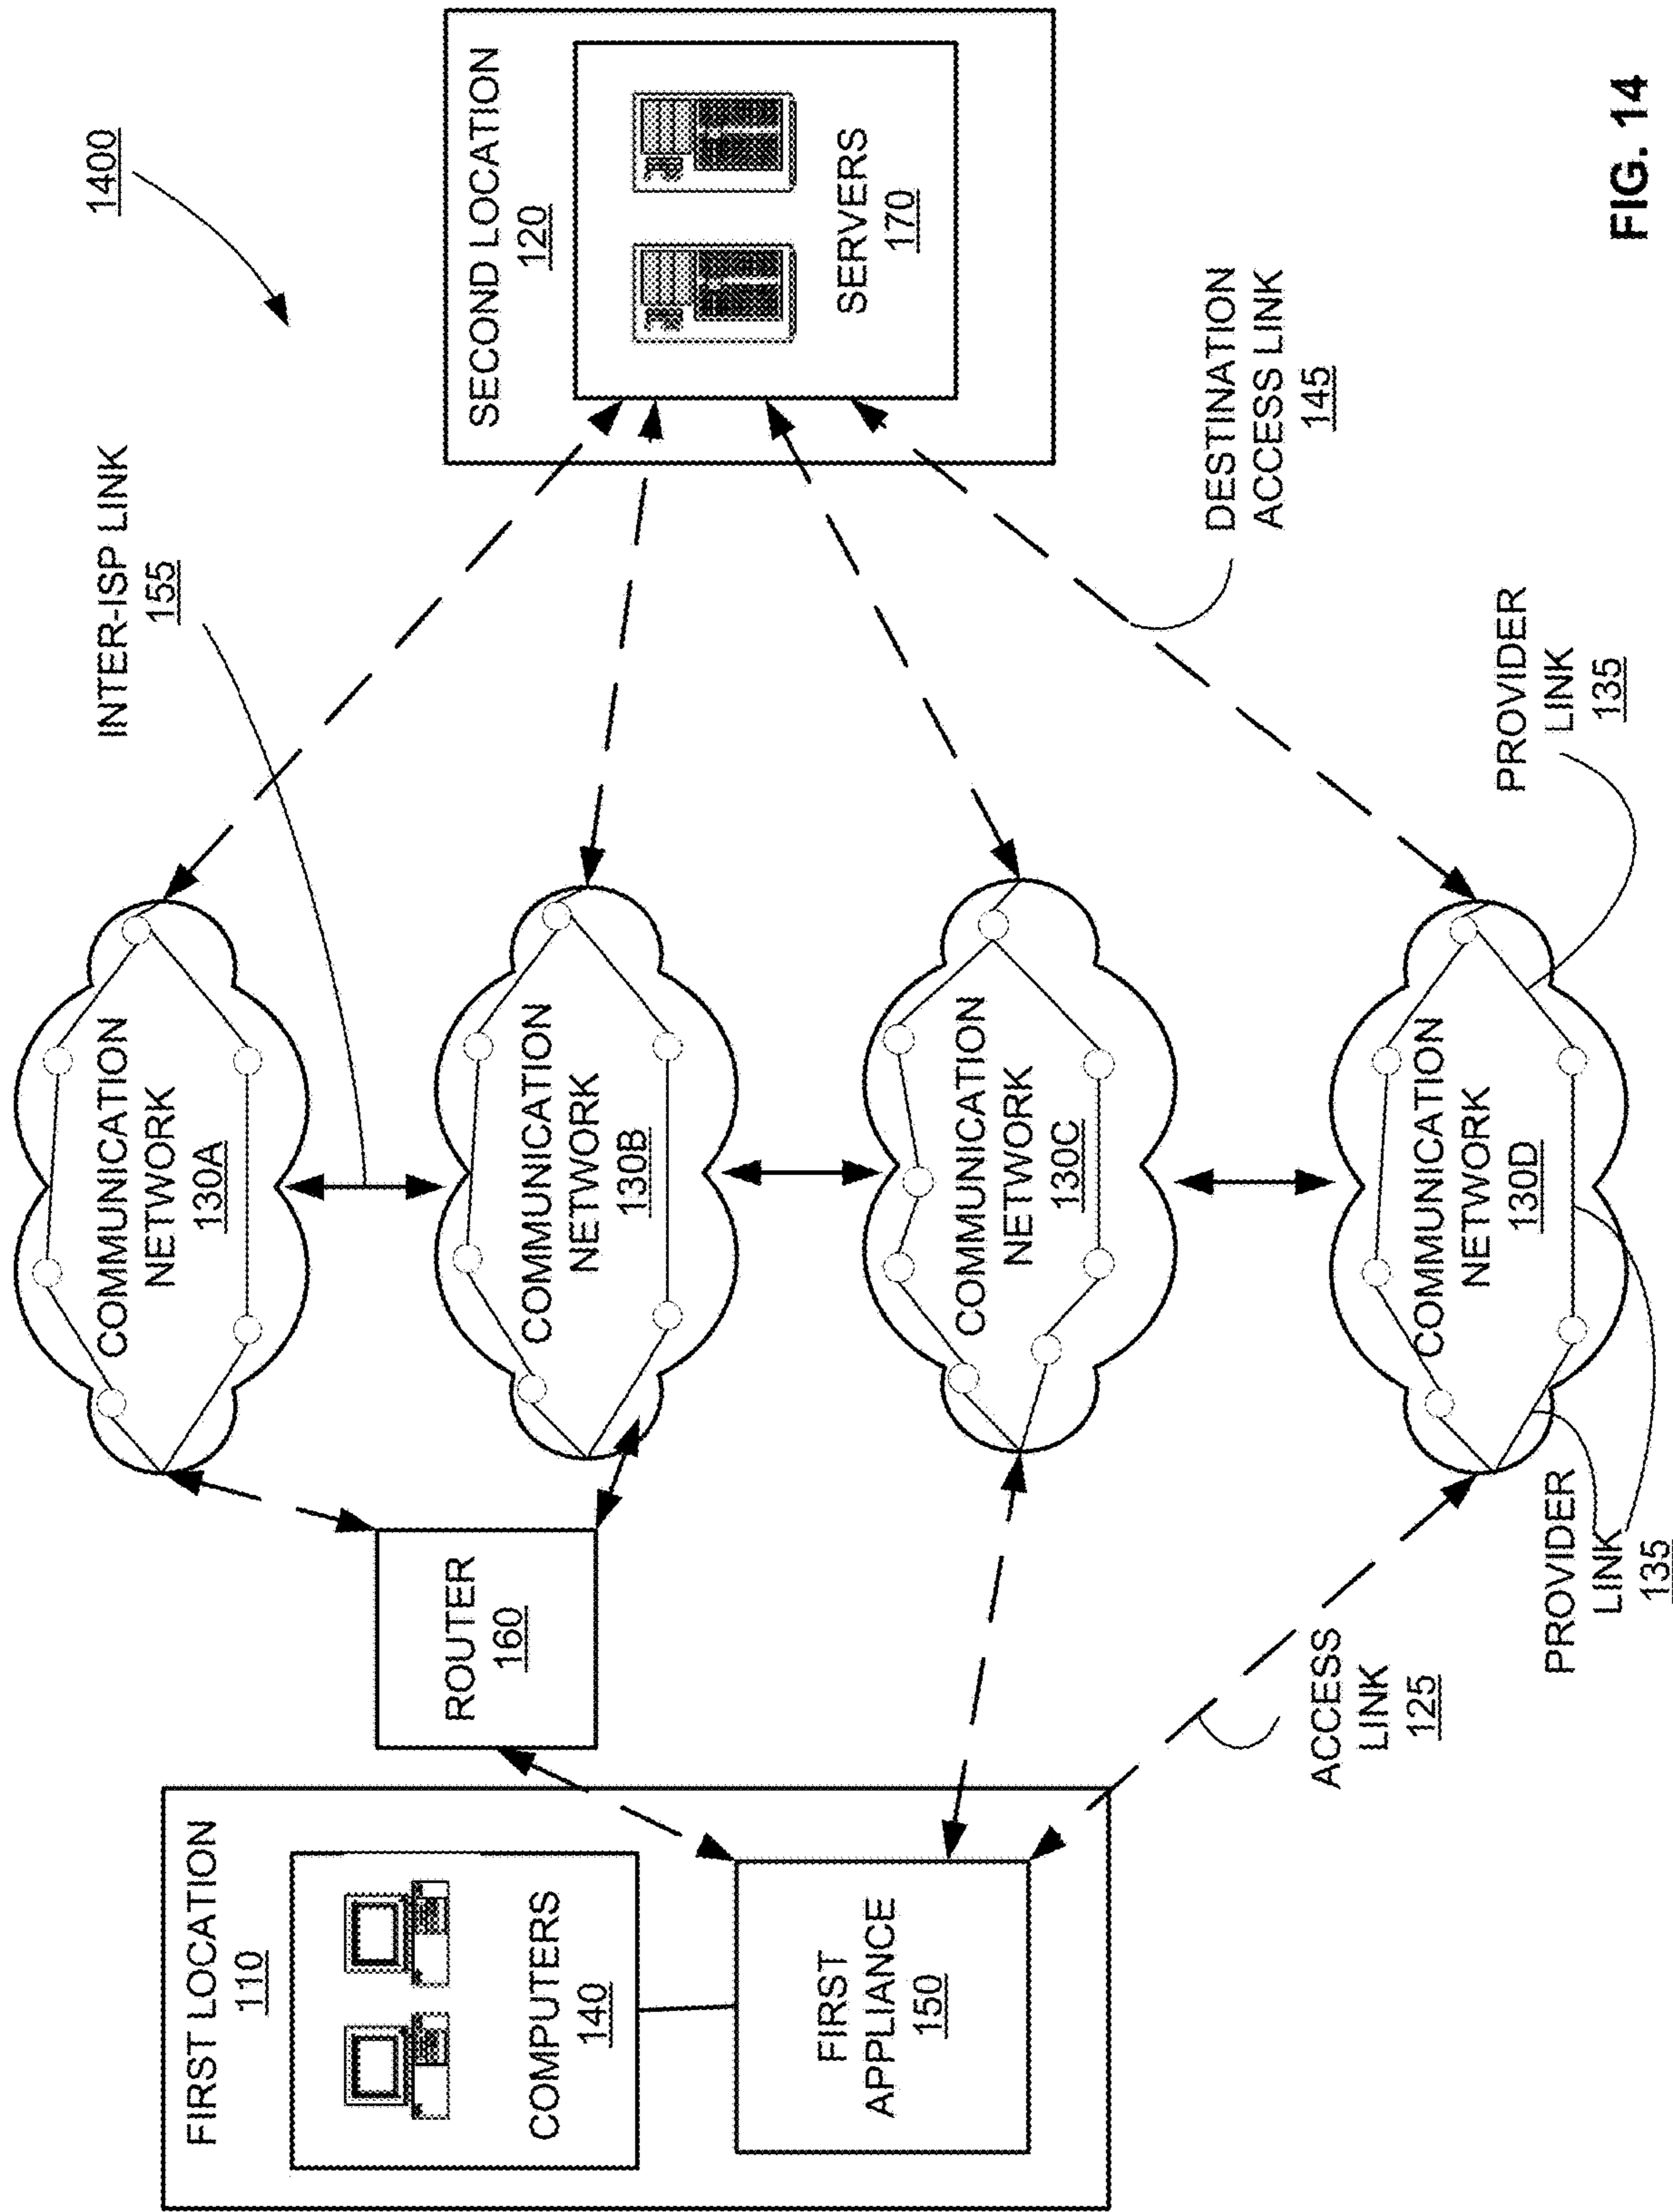 1400
FIRST LOCATION
110
COMPUTERS
140
FIRST
APPLIANCE
150
ROUTER
160
COMMUNICATION
NETWORK
130A
INTER-ISP LINK
155
COMMUNICATION
NETWORK
130B
COMMUNICATION
NETWORK
130C
COMMUNICATION
NETWORK
130D
SECOND LOCATION
120
SERVERS
170
DESTINATION
ACCESS LINK
145
ACCESS
LINK
125
PROVIDER
LINK
135
PROVIDER
LINK
135
FIG. 14